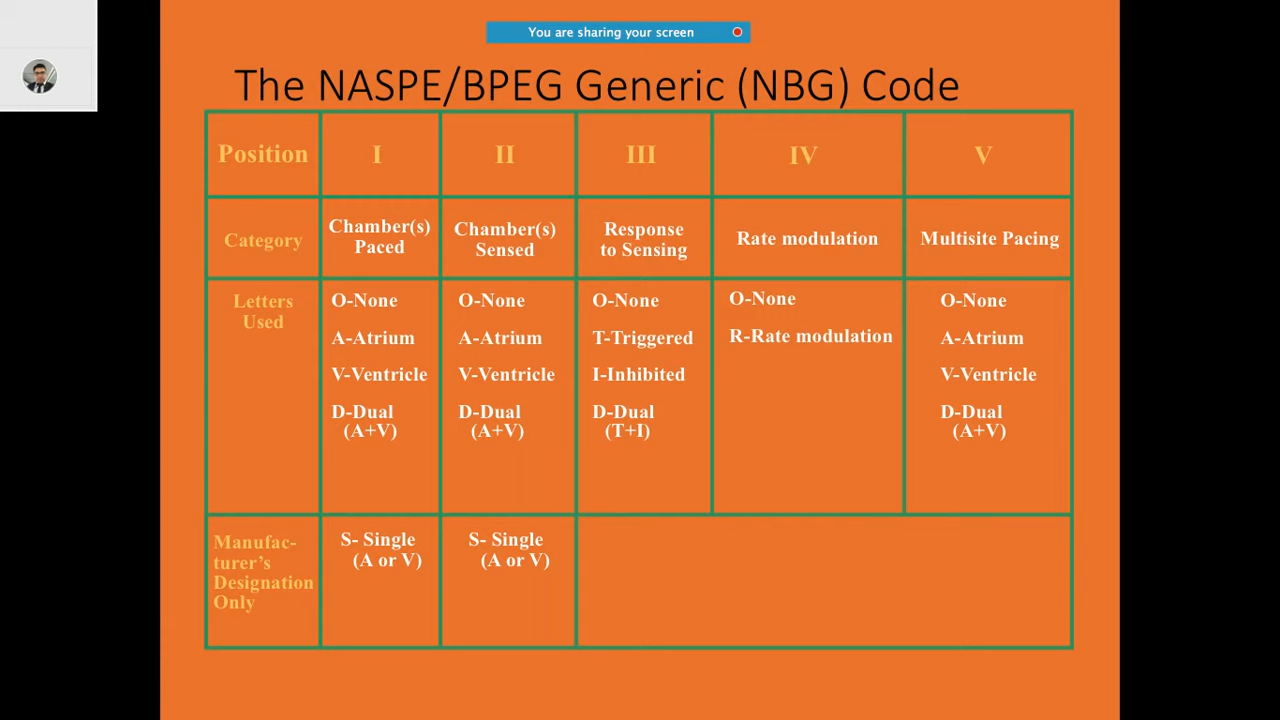 You are sharing your screen
The NASPE/BPEG Generic (NBG) Code
Position
I
II
III
IV
V
Category
Chamber(s)
Paced
Chamber(s)
Sensed
Response
to Sensing
Rate modulation
Multisite Pacing
Letters
Used
O-None
A-Atrium
V-Ventricle
D-Dual
(A+V)
O-None
A-Atrium
V-Ventricle
D-Dual
(A+V)
O-None
T-Triggered
I-Inhibited
D-Dual
(T+I)
O-None
R-Rate modulation
O-None
A-Atrium
V-Ventricle
D-Dual
(A+V)
Manufac-
turer’s
Designation
Only
S- Single
(A or V)
S- Single
(A or V)